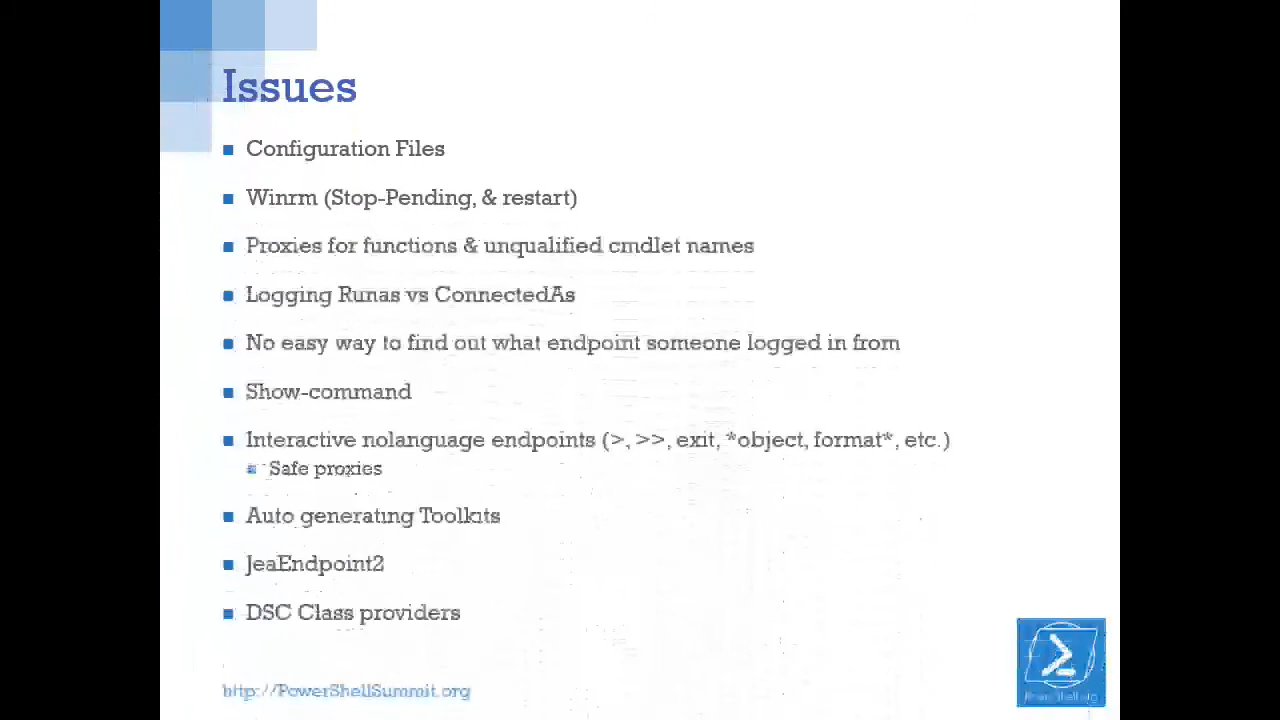 Issues
Configuration Files
Winrm (Stop-Pending, & restart)
Proxies for functions & unqualified cmdlet names
Logging Runas vs ConnectedAs
No easy way to find out what endpoint someone logged in from
Show-command
Interactive nolanguage endpoints (>, >>, exit, *object, format*, etc.)
Safe proxies
Auto generating Toolkits
JeaEndpoint2
DSC Class providers
http://PowerShellSummit.org